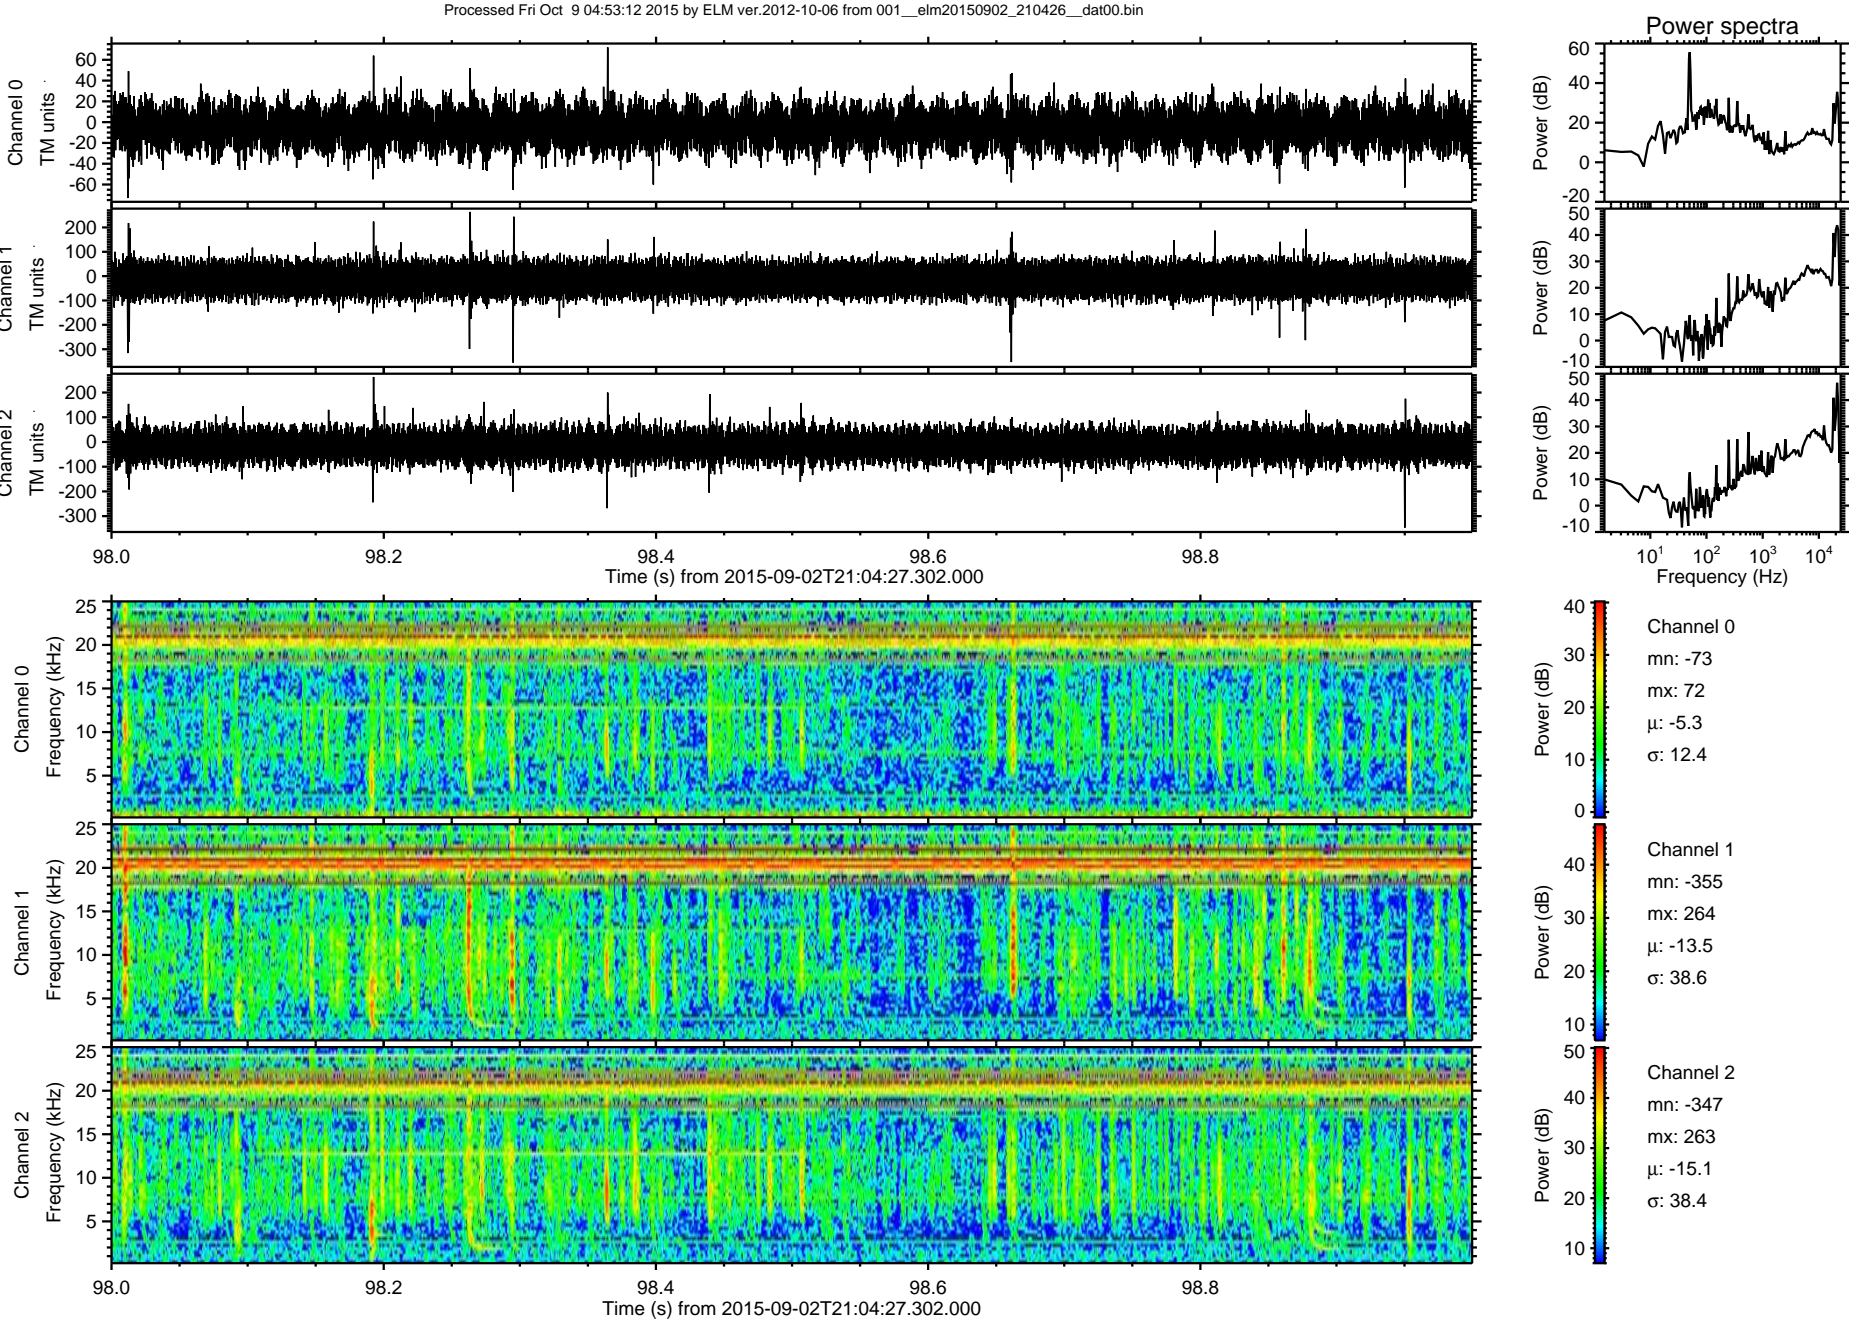 Processed Fri Oct  9 04:53:12 2015 by ELM ver.2012-10-06 from 001__elm20150902_210426__dat00.bin
Power spectra
Channel 0
TM units
60
40
20
0
-20
-40
-60
Power (dB)
60
40
20
0
-20
Channel 1
TM units
200
100
0
-100
-200
-300
Power (dB)
50
40
30
20
10
0
-10
Channel 2
TM units
200
100
0
-100
-200
-300
Power (dB)
50
40
30
20
10
0
-10
98.0 98.2 98.4 98.6 98.8
Time (s) from 2015-09-02T21:04:27.302.000
10¹ 10² 10³ 10⁴
Frequency (Hz)
Channel 0
Frequency (kHz)
25
20
15
10
5
Power (dB)
40
30
20
10
0
Channel 0
mn: -73
mx: 72
μ: -5.3
σ: 12.4
Channel 1
Frequency (kHz)
25
20
15
10
5
Power (dB)
40
30
20
10
Channel 1
mn: -355
mx: 264
μ: -13.5
σ: 38.6
Channel 2
Frequency (kHz)
25
20
15
10
5
Power (dB)
50
40
30
20
10
Channel 2
mn: -347
mx: 263
μ: -15.1
σ: 38.4
98.0 98.2 98.4 98.6 98.8
Time (s) from 2015-09-02T21:04:27.302.000